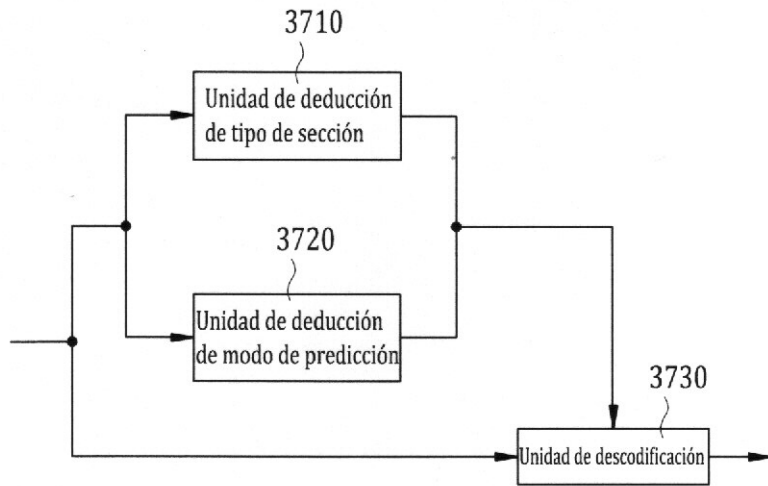 3710
Unidad de deducción
de tipo de sección
3720
Unidad de deducción
de modo de predicción
3730
Unidad de descodificación